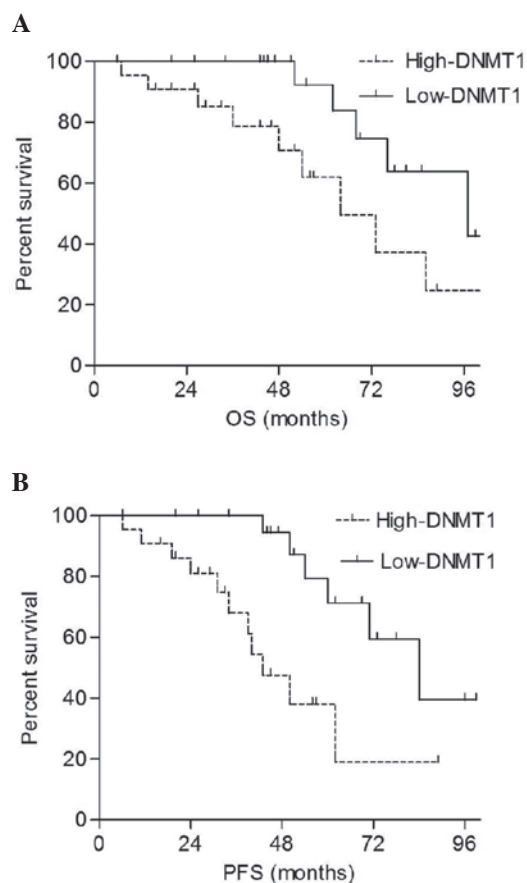 A
100
80
60
40
20
0
Percent survival
High-DNMT1
Low-DNMT1
0 24 48 72 96
OS (months)
B
100
80
60
40
20
0
Percent survival
High-DNMT1
Low-DNMT1
0 24 48 72 96
PFS (months)